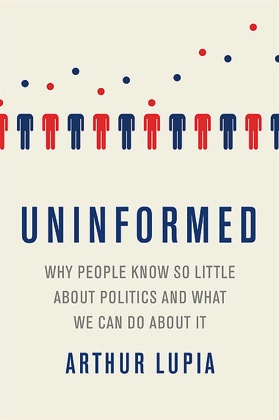 UNINFORMED
WHY PEOPLE KNOW SO LITTLE
ABOUT POLITICS AND WHAT
WE CAN DO ABOUT IT
ARTHUR LUPIA